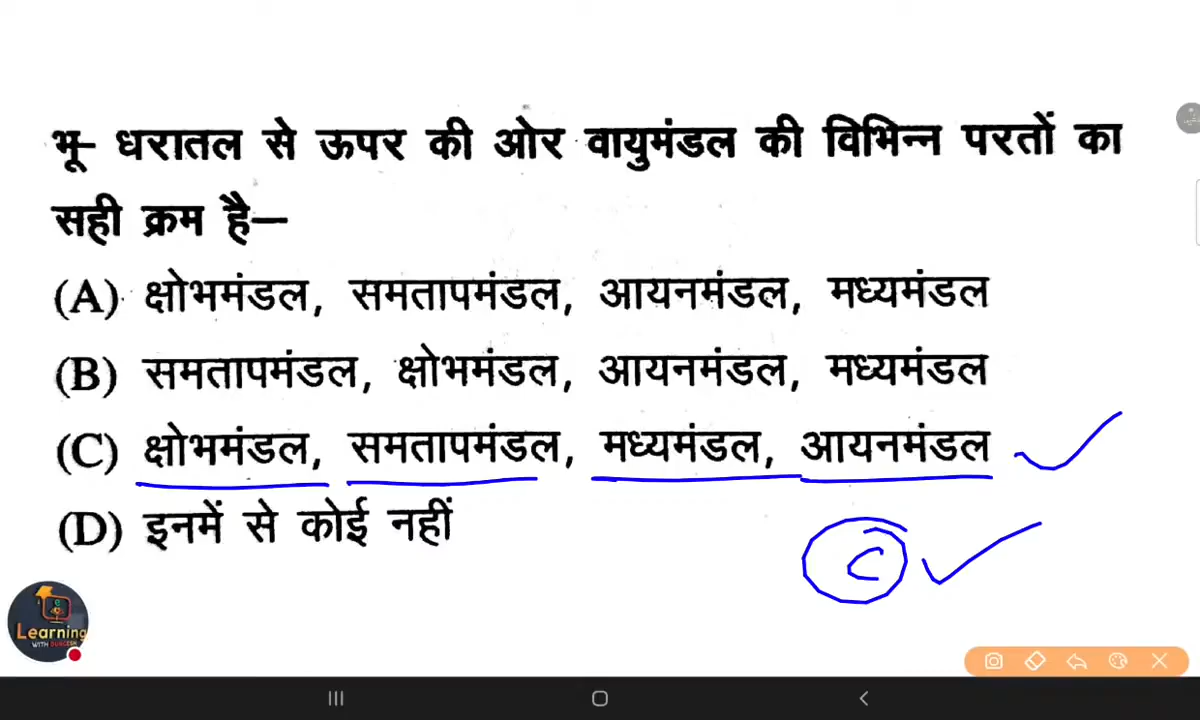 भू- धरातल से ऊपर की ओर वायुमंडल की विभिन्न परतों का
सही क्रम है—
(A) क्षोभमंडल, समतापमंडल, आयनमंडल, मध्यमंडल
(B) समतापमंडल, क्षोभमंडल, आयनमंडल, मध्यमंडल
(C) क्षोभमंडल, समतापमंडल, मध्यमंडल, आयनमंडल
(D) इनमें से कोई नहीं
C
Learning
WITH DURGESH